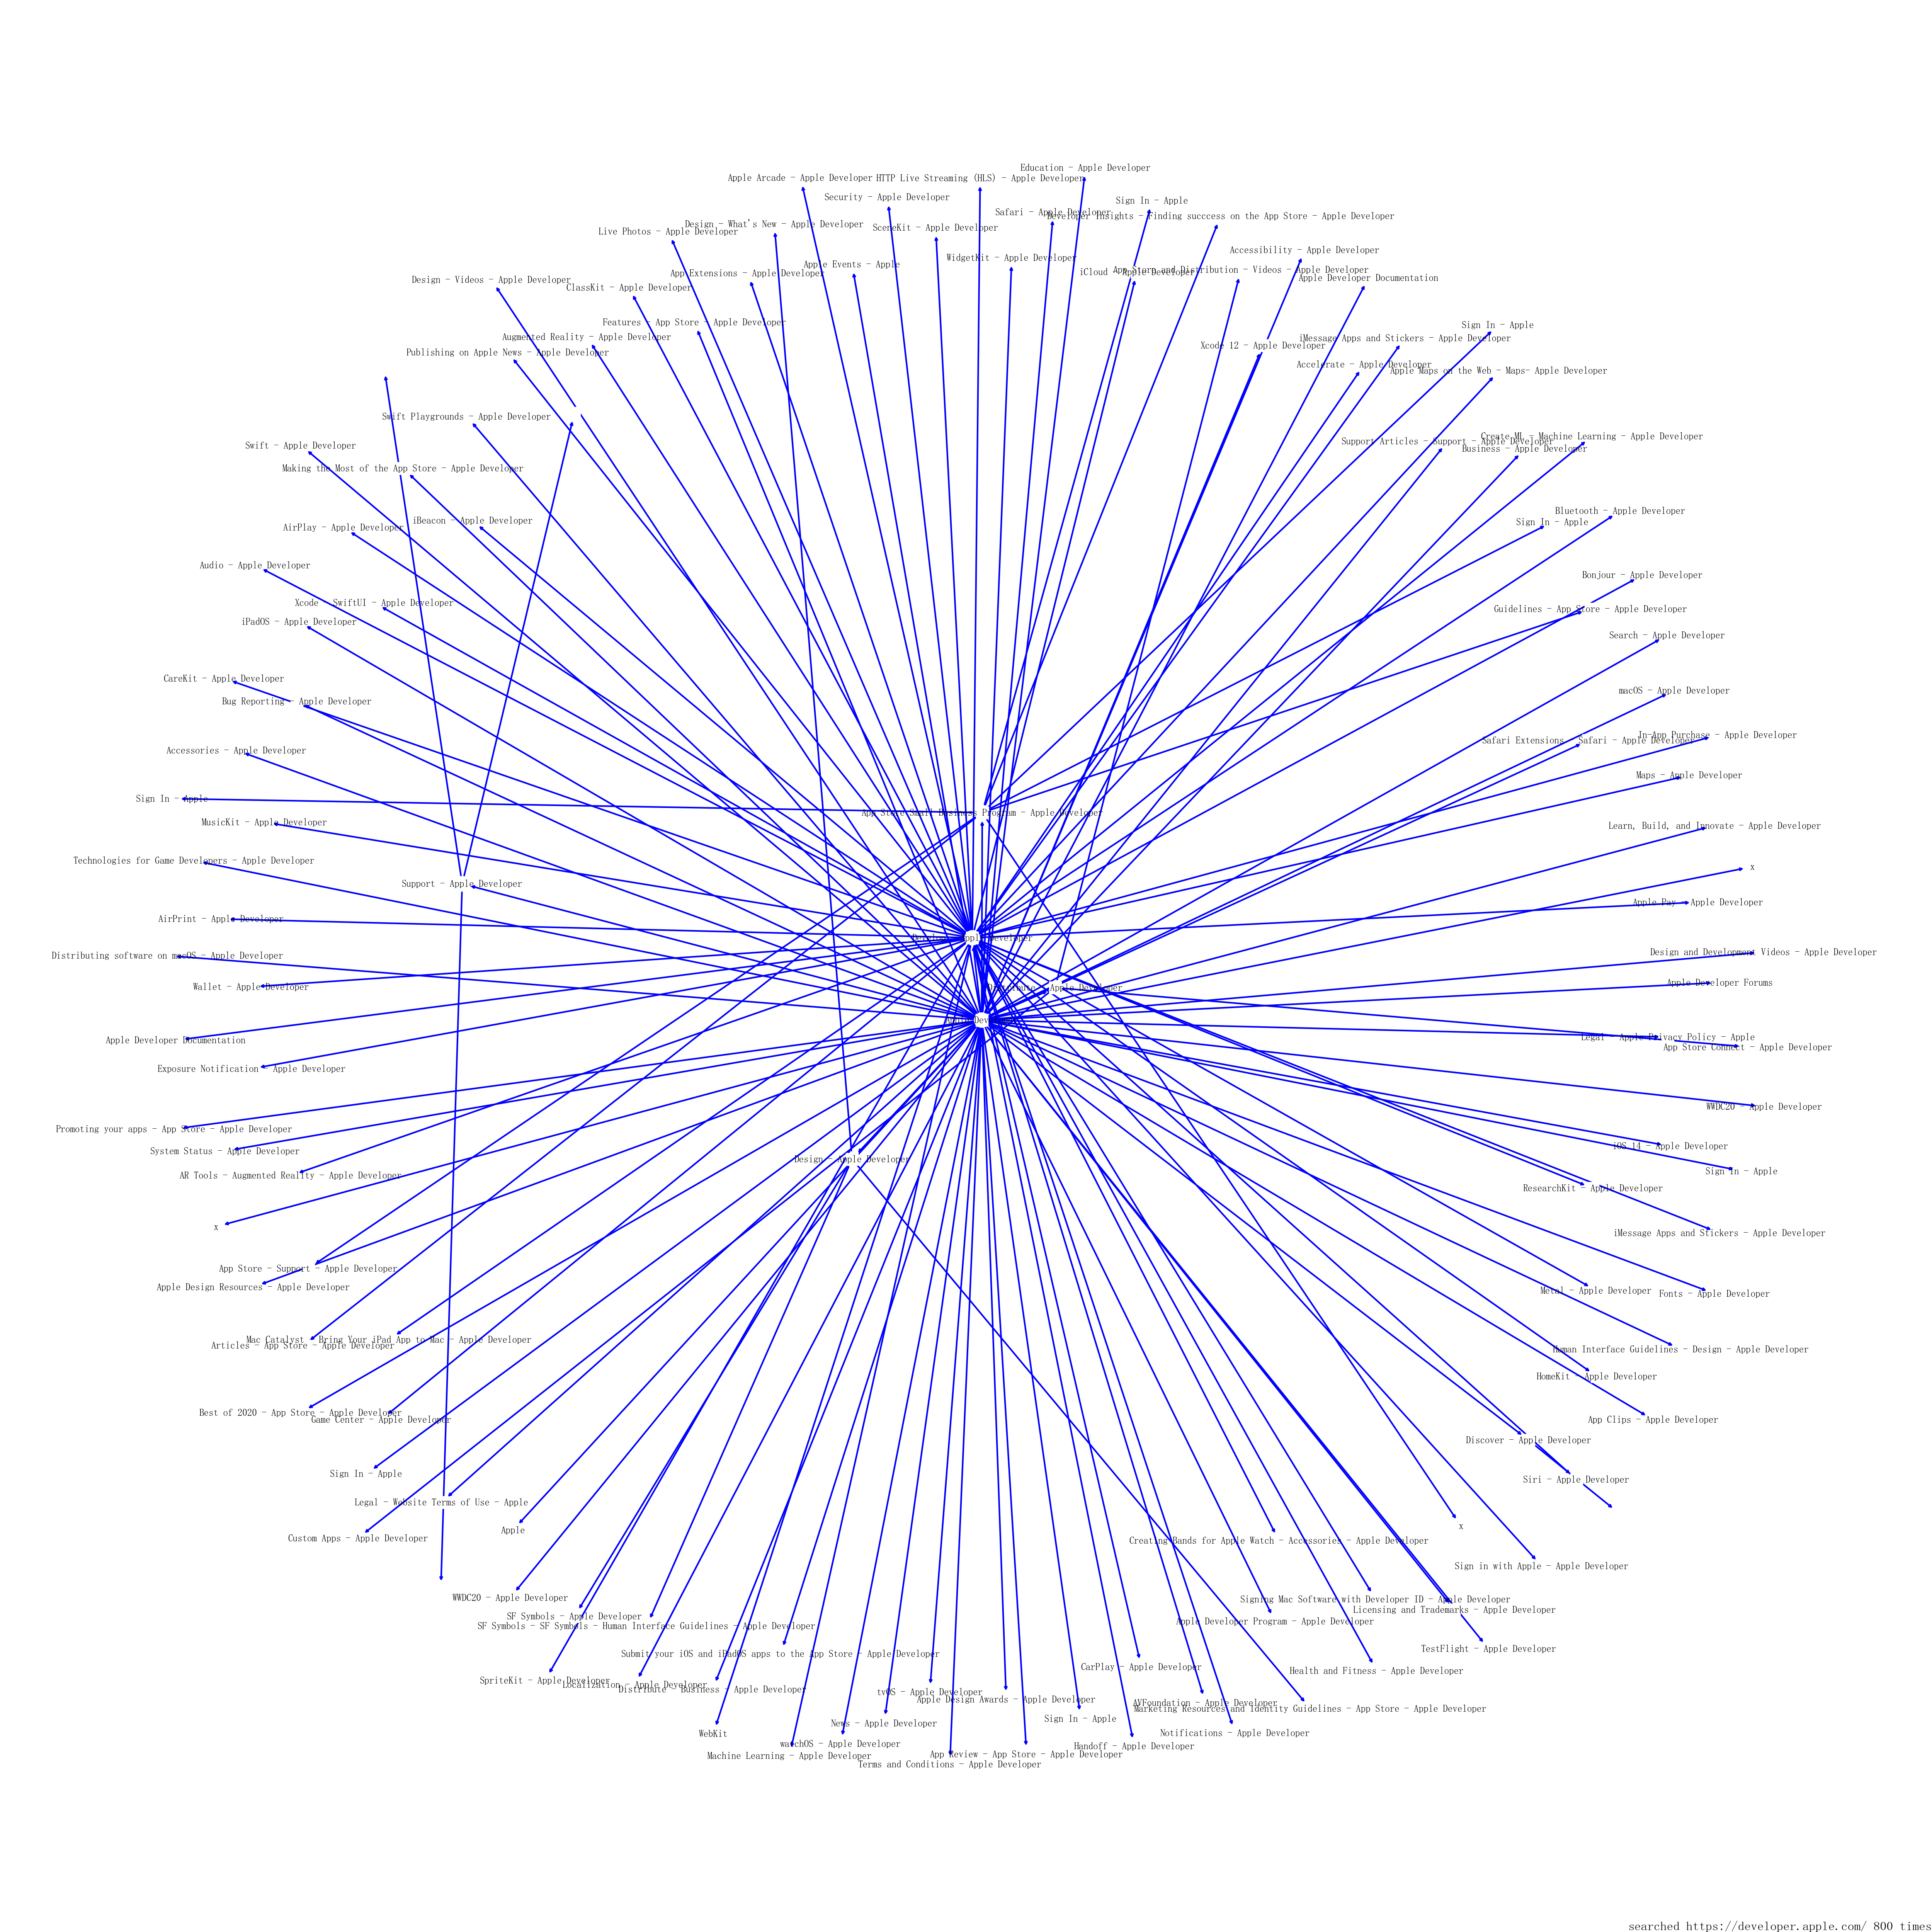 Education - Apple Developer
Apple Arcade - Apple Developer
HTTP Live Streaming (HLS) - Apple Developer
Security - Apple Developer
Sign In - Apple
Safari - Apple Developer
Developer Insights - Finding succcess on the App Store - Apple Developer
Design - What's New - Apple Developer
SceneKit - Apple Developer
Live Photos - Apple Developer
Accessibility - Apple Developer
WidgetKit - Apple Developer
Apple Events - Apple
App Store and Distribution - Videos - Apple Developer
iCloud - Apple Developer
App Extensions - Apple Developer
Apple Developer Documentation
Design - Videos - Apple Developer
ClassKit - Apple Developer
Features - App Store - Apple Developer
Sign In - Apple
Augmented Reality - Apple Developer
iMessage Apps and Stickers - Apple Developer
Xcode 12 - Apple Developer
Publishing on Apple News - Apple Developer
Accelerate - Apple Developer
Apple Maps on the Web - Maps- Apple Developer
Swift Playgrounds - Apple Developer
Create ML - Machine Learning - Apple Developer
Support Articles - Support - Apple Developer
Swift - Apple Developer
Business - Apple Developer
Making the Most of the App Store - Apple Developer
Bluetooth - Apple Developer
iBeacon - Apple Developer
Sign In - Apple
AirPlay - Apple Developer
Audio - Apple Developer
Bonjour - Apple Developer
Xcode - SwiftUI - Apple Developer
Guidelines - App Store - Apple Developer
iPadOS - Apple Developer
Search - Apple Developer
CareKit - Apple Developer
macOS - Apple Developer
Bug Reporting - Apple Developer
In-App Purchase - Apple Developer
Safari Extensions - Safari - Apple Developer
Accessories - Apple Developer
Maps - Apple Developer
Sign In - Apple
App Store Small Business Program - Apple Developer
MusicKit - Apple Developer
Learn, Build, and Innovate - Apple Developer
Technologies for Game Developers - Apple Developer
x
Support - Apple Developer
Apple Pay - Apple Developer
AirPrint - Apple Developer
Apple Developer
Design and Development Videos - Apple Developer
Distributing software on macOS - Apple Developer
Apple Developer Forums
Wallet - Apple Developer
Distribute - Apple Developer
Legal - Apple Privacy Policy - Apple
Apple Developer Documentation
App Store Connect - Apple Developer
Exposure Notification - Apple Developer
WWDC20 - Apple Developer
Promoting your apps - App Store - Apple Developer
iOS 14 - Apple Developer
System Status - Apple Developer
Design - Apple Developer
Sign In - Apple
AR Tools - Augmented Reality - Apple Developer
ResearchKit - Apple Developer
x
iMessage Apps and Stickers - Apple Developer
App Store - Support - Apple Developer
Apple Design Resources - Apple Developer
Metal - Apple Developer
Fonts - Apple Developer
Mac Catalyst - Bring Your iPad App to Mac - Apple Developer
Articles - App Store - Apple Developer
Human Interface Guidelines - Design - Apple Developer
HomeKit - Apple Developer
Best of 2020 - App Store - Apple Developer
Game Center - Apple Developer
App Clips - Apple Developer
Discover - Apple Developer
Sign In - Apple
Siri - Apple Developer
Legal - Website Terms of Use - Apple
x
Apple
Custom Apps - Apple Developer
Creating Bands for Apple Watch - Accessories - Apple Developer
Sign in with Apple - Apple Developer
WWDC20 - Apple Developer
Signing Mac Software with Developer ID - Apple Developer
Licensing and Trademarks - Apple Developer
SF Symbols - Apple Developer
Apple Developer Program - Apple Developer
SF Symbols - SF Symbols - Human Interface Guidelines - Apple Developer
TestFlight - Apple Developer
Submit your iOS and iPadOS apps to the App Store - Apple Developer
CarPlay - Apple Developer
Health and Fitness - Apple Developer
SpriteKit - Apple Developer
Localization - Apple Developer
Distribute - Business - Apple Developer
tvOS - Apple Developer
Apple Design Awards - Apple Developer
AVFoundation - Apple Developer
Marketing Resources and Identity Guidelines - App Store - Apple Developer
Sign In - Apple
News - Apple Developer
WebKit
Notifications - Apple Developer
watchOS - Apple Developer
Handoff - Apple Developer
Machine Learning - Apple Developer
App Review - App Store - Apple Developer
Terms and Conditions - Apple Developer
searched https://developer.apple.com/ 800 times